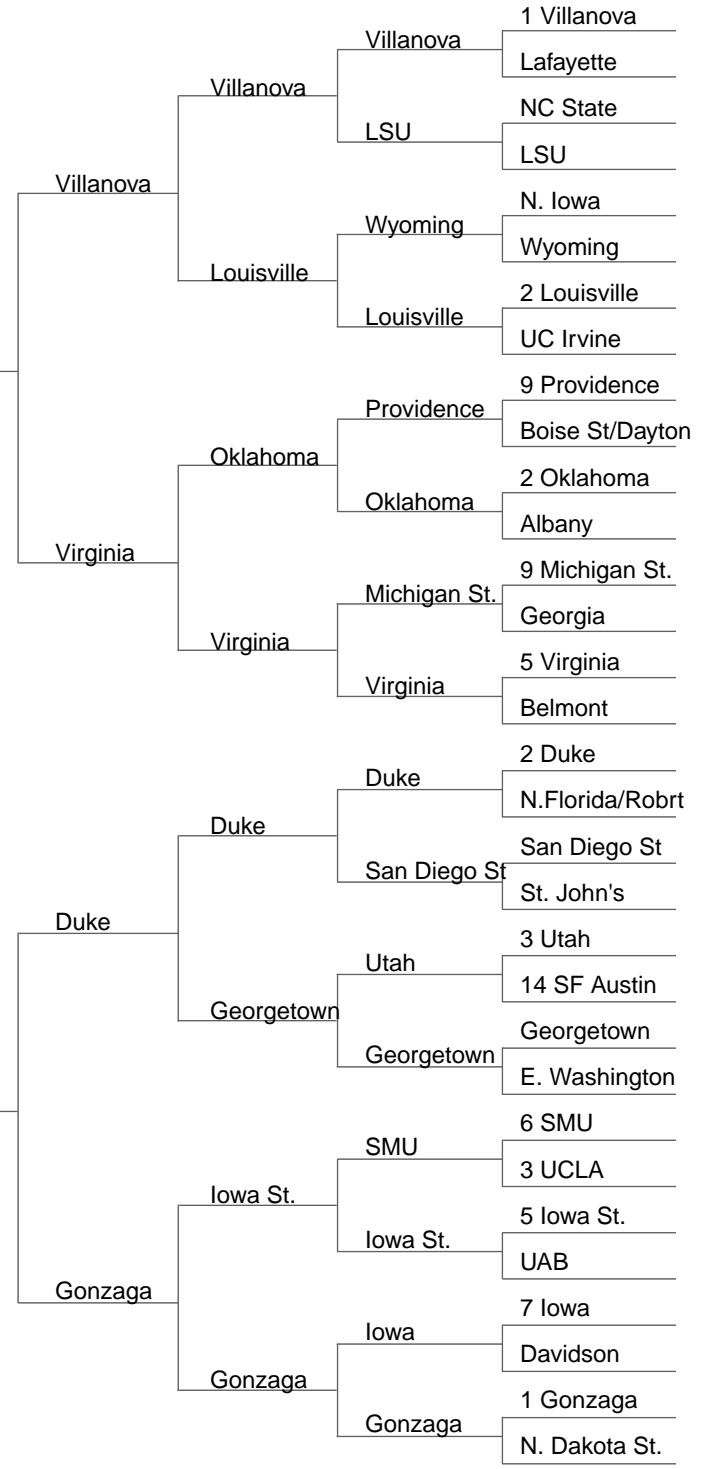 1 Villanova
Villanova
Lafayette
Villanova
NC State
LSU
LSU
Villanova
N. Iowa
Wyoming
Wyoming
Louisville
2 Louisville
Louisville
UC Irvine
9 Providence
Providence
Boise St/Dayton
Oklahoma
2 Oklahoma
Oklahoma
Albany
Virginia
9 Michigan St.
Michigan St.
Georgia
Virginia
5 Virginia
Virginia
Belmont
2 Duke
Duke
N.Florida/Robrt
Duke
San Diego St
San Diego St
St. John's
Duke
3 Utah
Utah
14 SF Austin
Georgetown
Georgetown
Georgetown
E. Washington
6 SMU
SMU
3 UCLA
Iowa St.
5 Iowa St.
Iowa St.
UAB
Gonzaga
7 Iowa
Iowa
Davidson
Gonzaga
1 Gonzaga
Gonzaga
N. Dakota St.